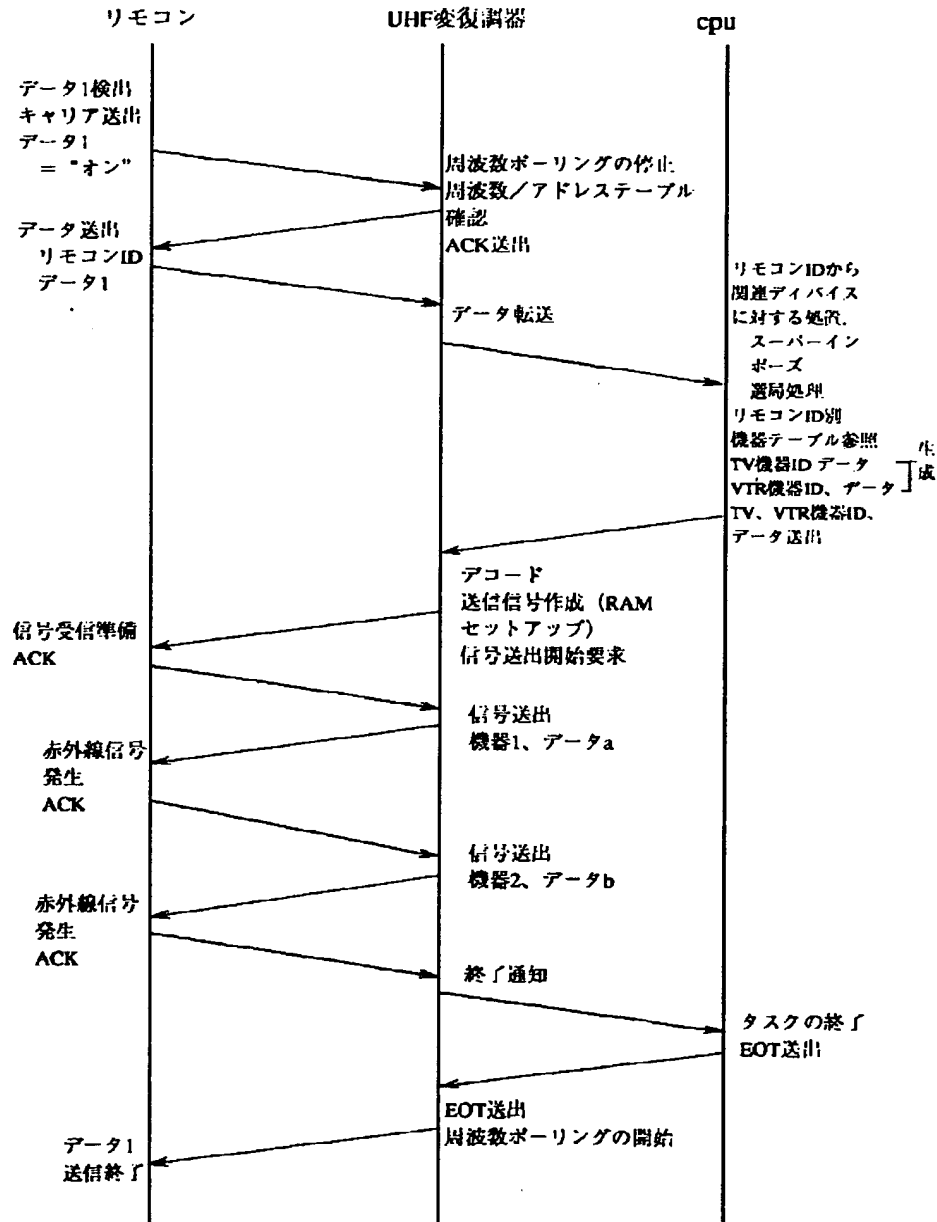 リモコン
UHF変復調器
cpu
データ1検出
キャリア送出
データ1
＝“オン”
周波数ポーリングの停止
周波数／アドレステーブル
確認
ACK送出
データ送出
リモコンID
データ1
データ転送
リモコンIDから
関連ディバイス
に対する処置.
スーパーイン
ポーズ
選局処理
リモコンID別
機器テーブル参照
TV機器IDデータ
VTR機器ID、データ
生
成
TV、VTR機器ID、
データ送出
デコード
送信信号作成（RAM
セットアップ）
信号送出開始要求
信号受信準備
ACK
信号送出
機器1、データa
赤外線信号
発生
ACK
信号送出
機器2、データb
赤外線信号
発生
ACK
終了通知
タスクの終了
EOT送出
EOT送出
周波数ポーリングの開始
データ1
送信終了